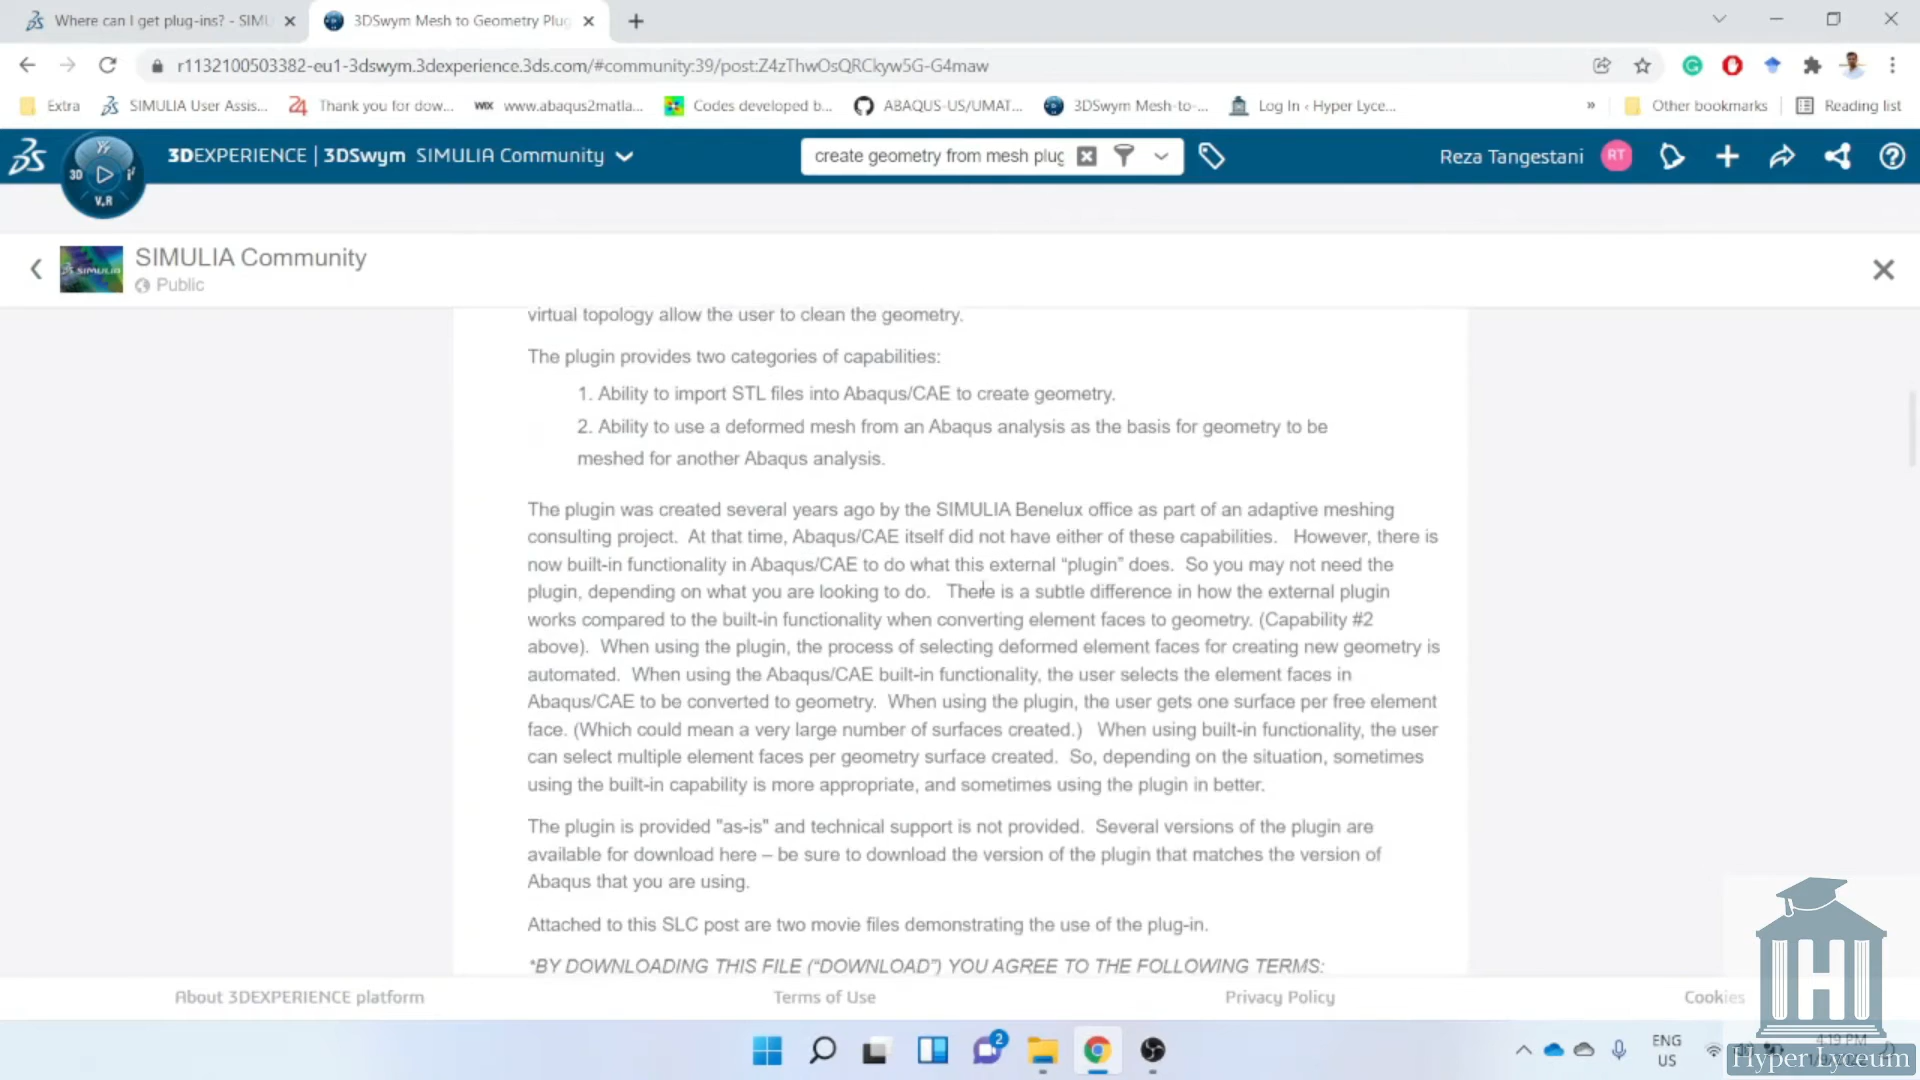 Where can I get plug-ins? - SIMU
3DSwym Mesh to Geometry Plug
r1132100503382-eu1-3dswym.3dexperience.3ds.com/#community:39/post:Z4zThwOsQRCkyw5G-G4maw
Extra
SIMULIA User Assis...
Thank you for dow...
WIX www.abaqus2matla...
Codes developed b...
ABAQUS-US/UMAT...
3DSwym Mesh-to-...
Log In ‹ Hyper Lyce...
»
Other bookmarks
Reading list
3DEXPERIENCE | 3DSwym SIMULIA Community
3D
V.R
create geometry from mesh plug
Reza Tangestani
RT
SIMULIA
SIMULIA Community
Public
virtual topology allow the user to clean the geometry.
The plugin provides two categories of capabilities:
1. Ability to import STL files into Abaqus/CAE to create geometry.
2. Ability to use a deformed mesh from an Abaqus analysis as the basis for geometry to be
meshed for another Abaqus analysis.
The plugin was created several years ago by the SIMULIA Benelux office as part of an adaptive meshing
consulting project. At that time, Abaqus/CAE itself did not have either of these capabilities. However, there is
now built-in functionality in Abaqus/CAE to do what this external “plugin” does. So you may not need the
plugin, depending on what you are looking to do. There is a subtle difference in how the external plugin
works compared to the built-in functionality when converting element faces to geometry. (Capability #2
above). When using the plugin, the process of selecting deformed element faces for creating new geometry is
automated. When using the Abaqus/CAE built-in functionality, the user selects the element faces in
Abaqus/CAE to be converted to geometry. When using the plugin, the user gets one surface per free element
face. (Which could mean a very large number of surfaces created.) When using built-in functionality, the user
can select multiple element faces per geometry surface created. So, depending on the situation, sometimes
using the built-in capability is more appropriate, and sometimes using the plugin in better.
The plugin is provided "as-is" and technical support is not provided. Several versions of the plugin are
available for download here – be sure to download the version of the plugin that matches the version of
Abaqus that you are using.
Attached to this SLC post are two movie files demonstrating the use of the plug-in.
*BY DOWNLOADING THIS FILE (“DOWNLOAD”) YOU AGREE TO THE FOLLOWING TERMS:
About 3DEXPERIENCE platform
Terms of Use
Privacy Policy
Cookies
2
ENG
US
4:19 PM
H
Hyper Lyceum